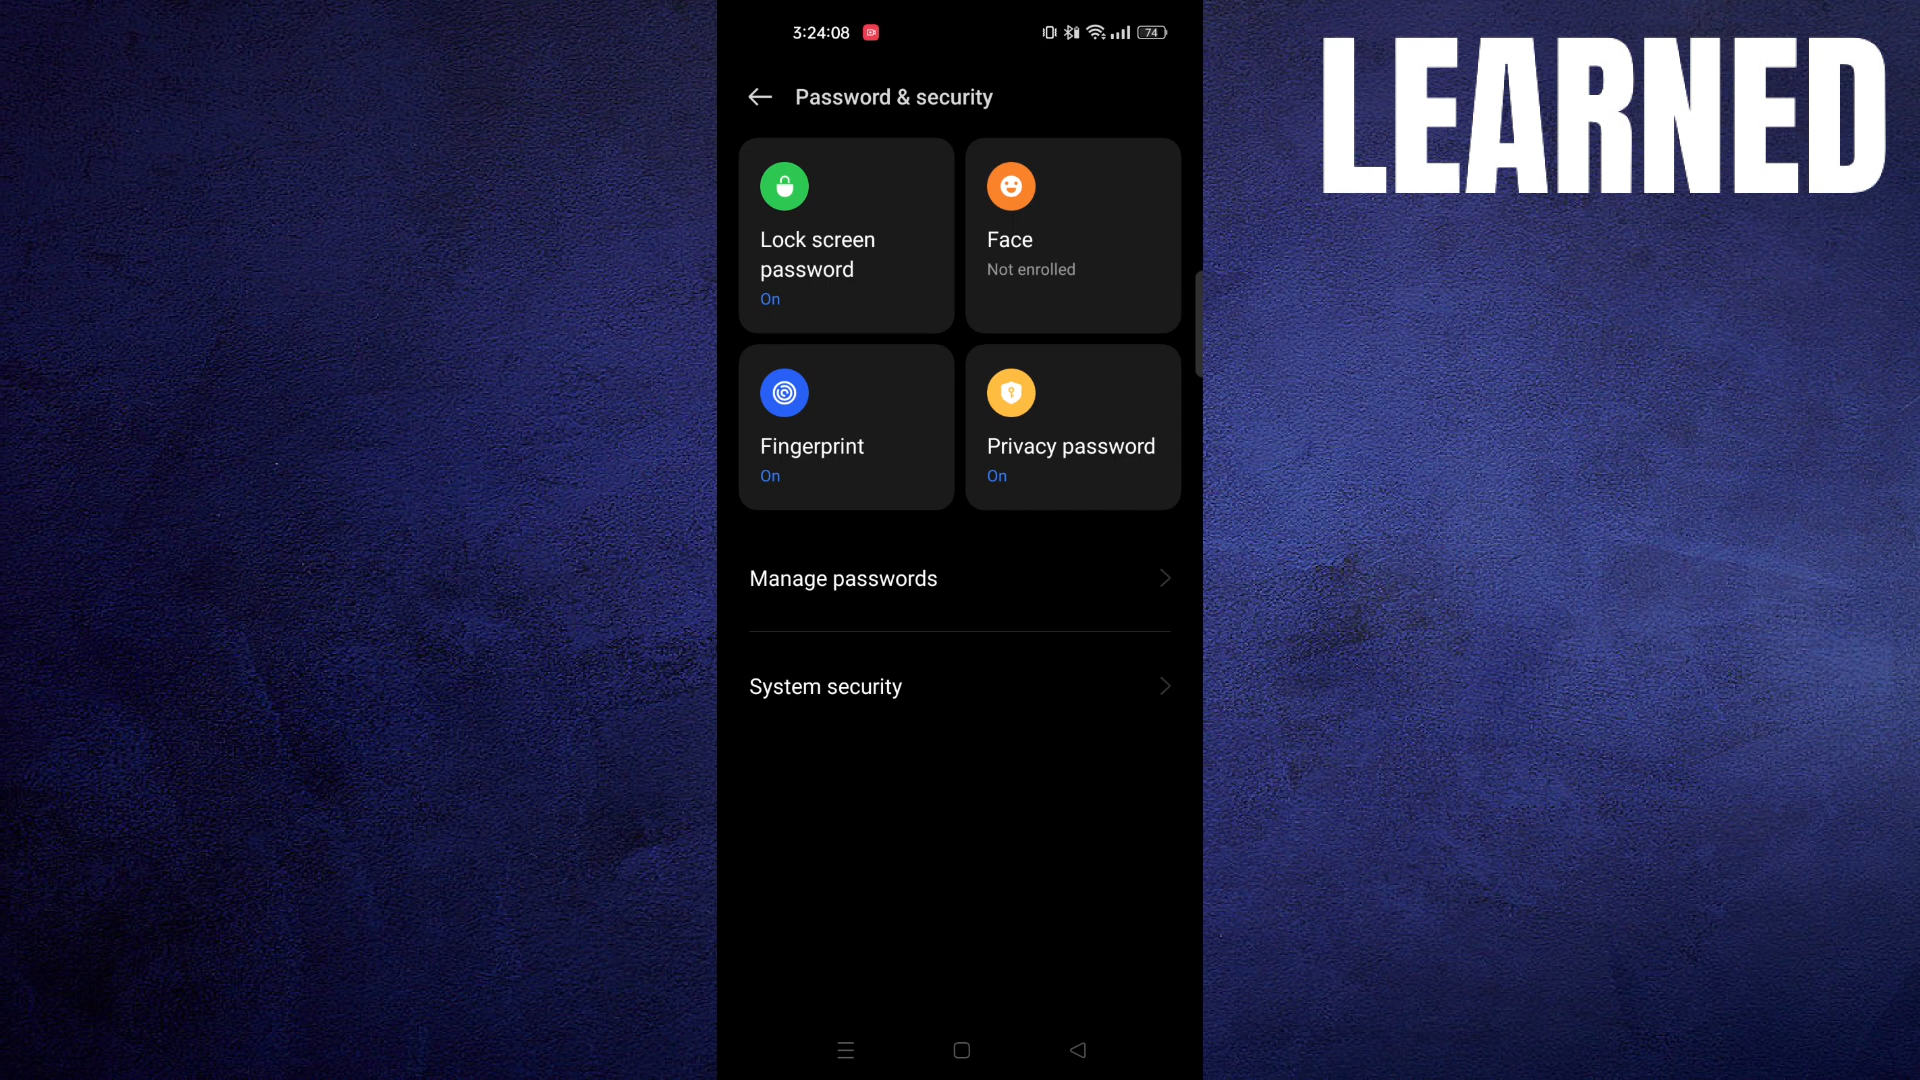 3:24:08
74
LEARNED
Password & security
Lock screen
password
On
Face
Not enrolled
Fingerprint
On
Privacy password
On
Manage passwords
System security